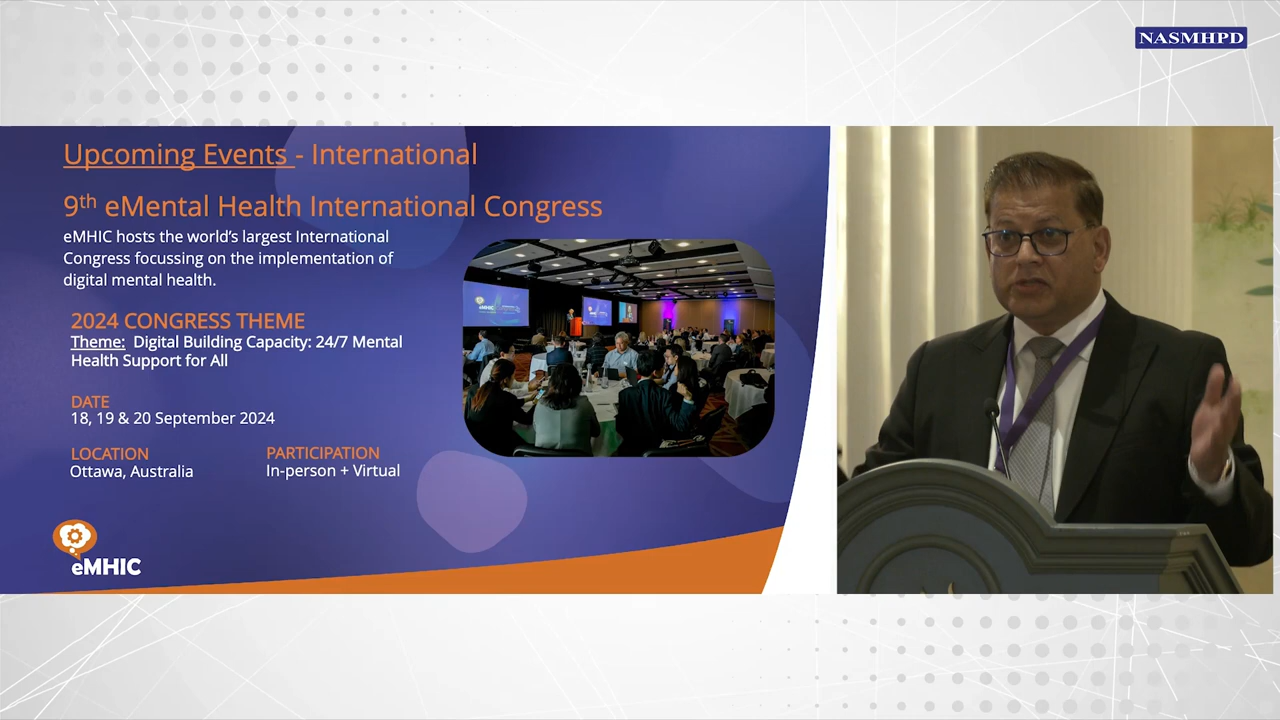 NASMHPD
Upcoming Events - International
9th eMental Health International Congress
eMHIC hosts the world's largest International
Congress focussing on the implementation of
digital mental health.
2024 CONGRESS THEME
Theme: Digital Building Capacity: 24/7 Mental
Health Support for All
DATE
18, 19 & 20 September 2024
LOCATION
Ottawa, Australia
PARTICIPATION
In-person + Virtual
eMHIC